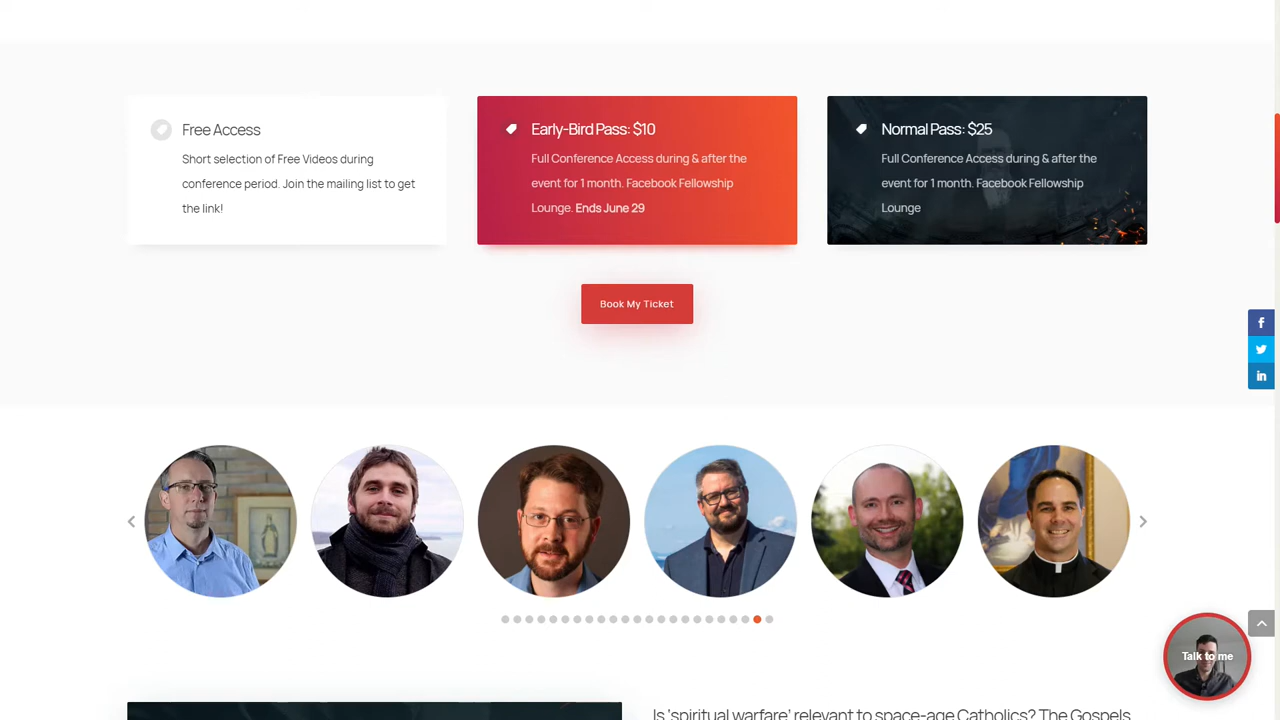 Free Access
Short selection of Free Videos during
conference period. Join the mailing list to get
the link!
Early-Bird Pass: $10
Full Conference Access during & after the
event for 1 month. Facebook Fellowship
Lounge. Ends June 29
Normal Pass: $25
Full Conference Access during & after the
event for 1 month. Facebook Fellowship
Lounge
Book My Ticket
Talk to me
Is ‘spiritual warfare’ relevant to space-age Catholics? The Gospels